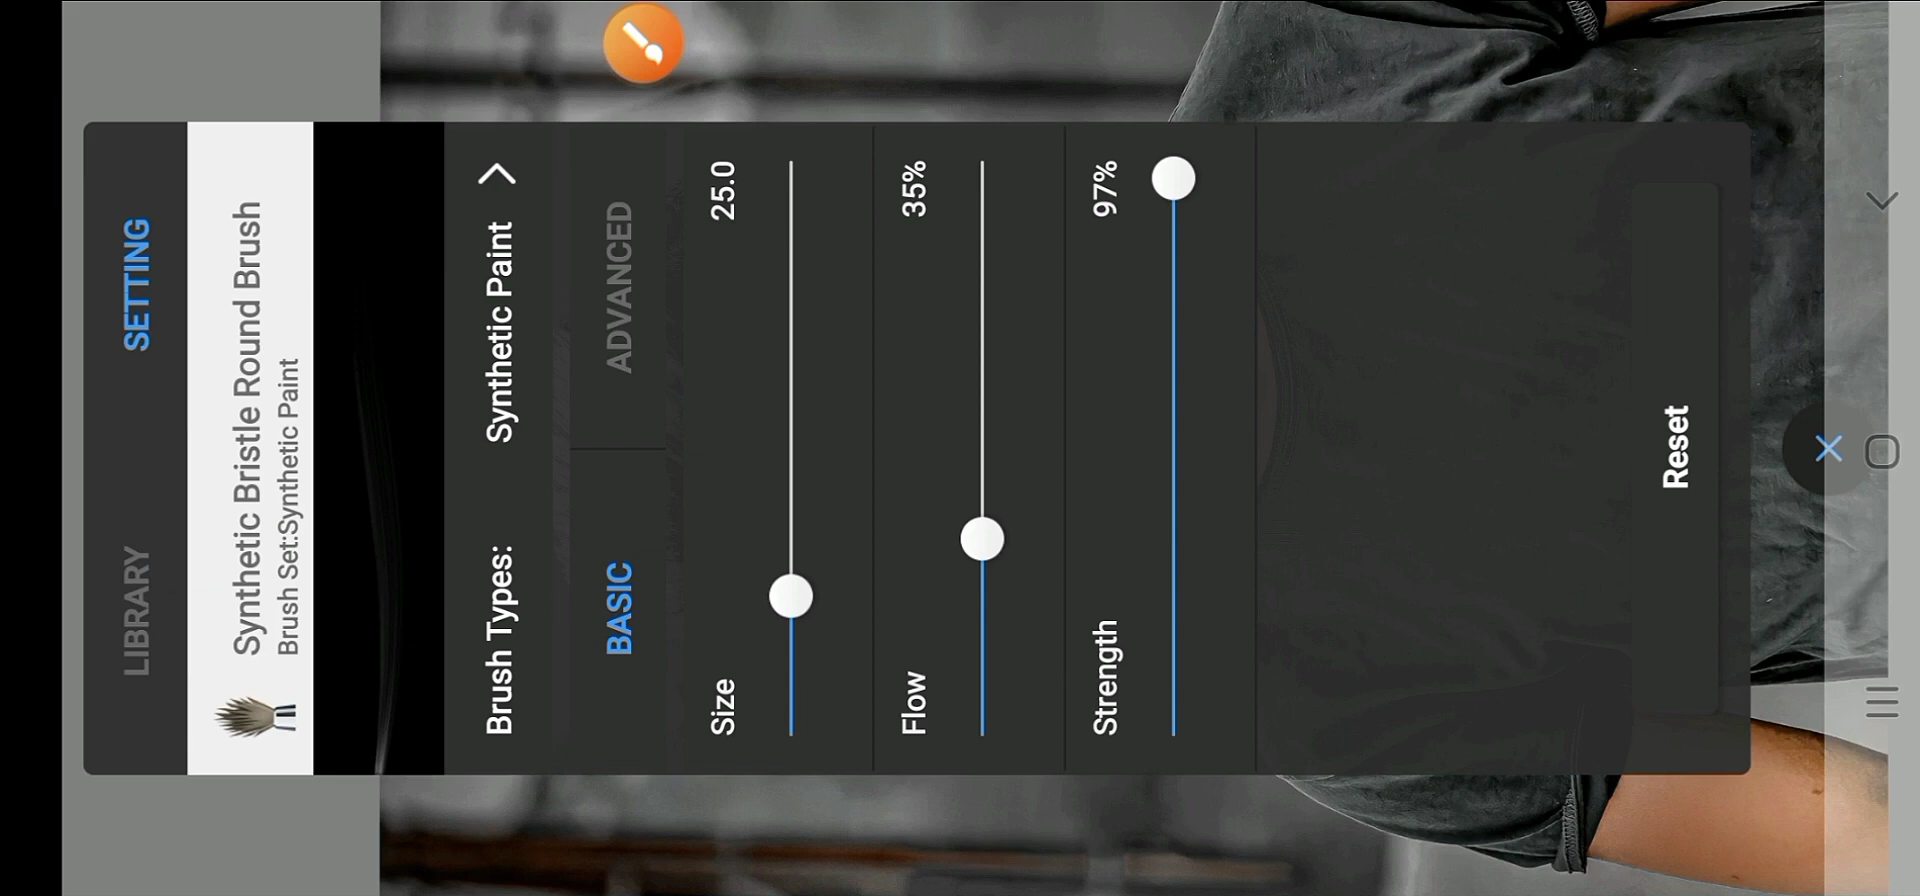 LIBRARY SETTING
Synthetic Bristle Round Brush
Brush Set:Synthetic Paint
Brush Types: Synthetic Paint
BASIC ADVANCED
Size 25.0
Flow 35%
Strength 97%
Reset